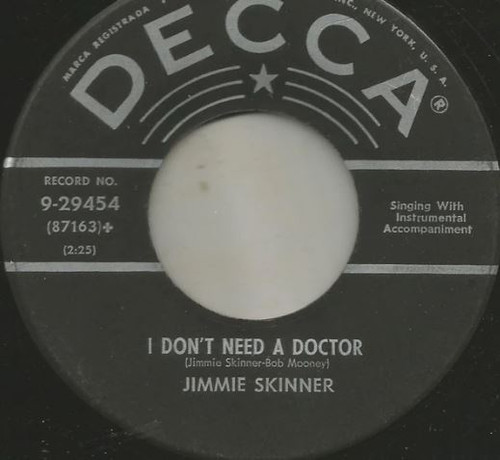 MARCA REGISTRADA
INC., NEW YORK, U. S. A.
DECCA®
RECORD NO.
9-29454
(87163)+
(2:25)
Singing With
Instrumental
Accompaniment
I DON'T NEED A DOCTOR
(Jimmie Skinner-Bob Mooney)
JIMMIE SKINNER